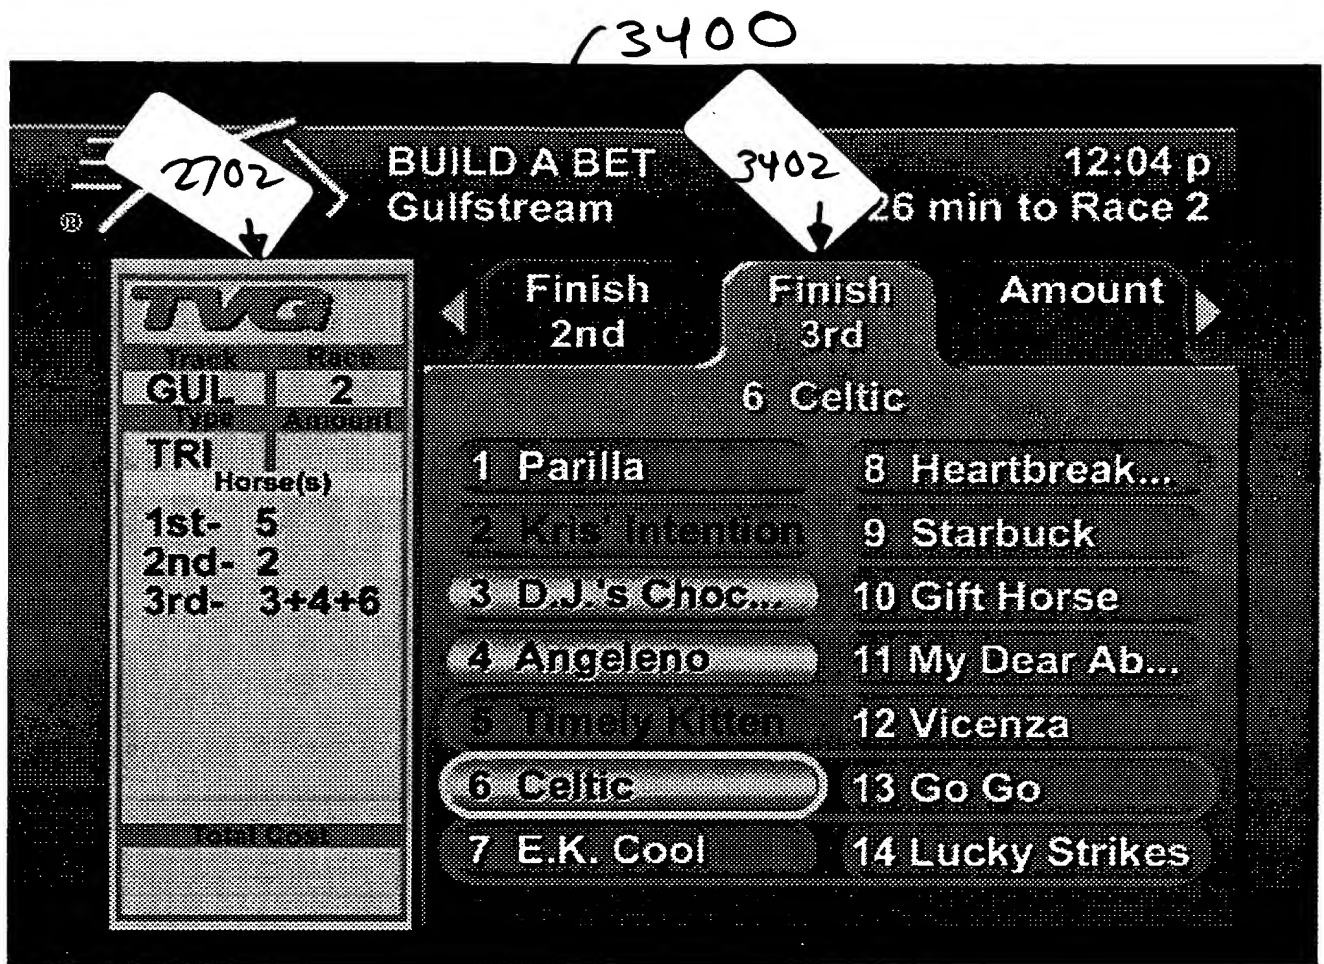 3400
2702
3402
BUILD A BET
Gulfstream
12:04 p
26 min to Race 2
®
TVG
Track Race
GUL 2
Type Amount
TRI
Horse(s)
1st- 5
2nd- 2
3rd- 3+4+6
Total Cost
Finish
2nd
Finish
3rd
Amount
6 Celtic
1 Parilla
2 Kris' Intention
3 D.J.'s Choc...
4 Angeleno
5 Timely Kitten
6 Celtic
7 E.K. Cool
8 Heartbreak...
9 Starbuck
10 Gift Horse
11 My Dear Ab...
12 Vicenza
13 Go Go
14 Lucky Strikes